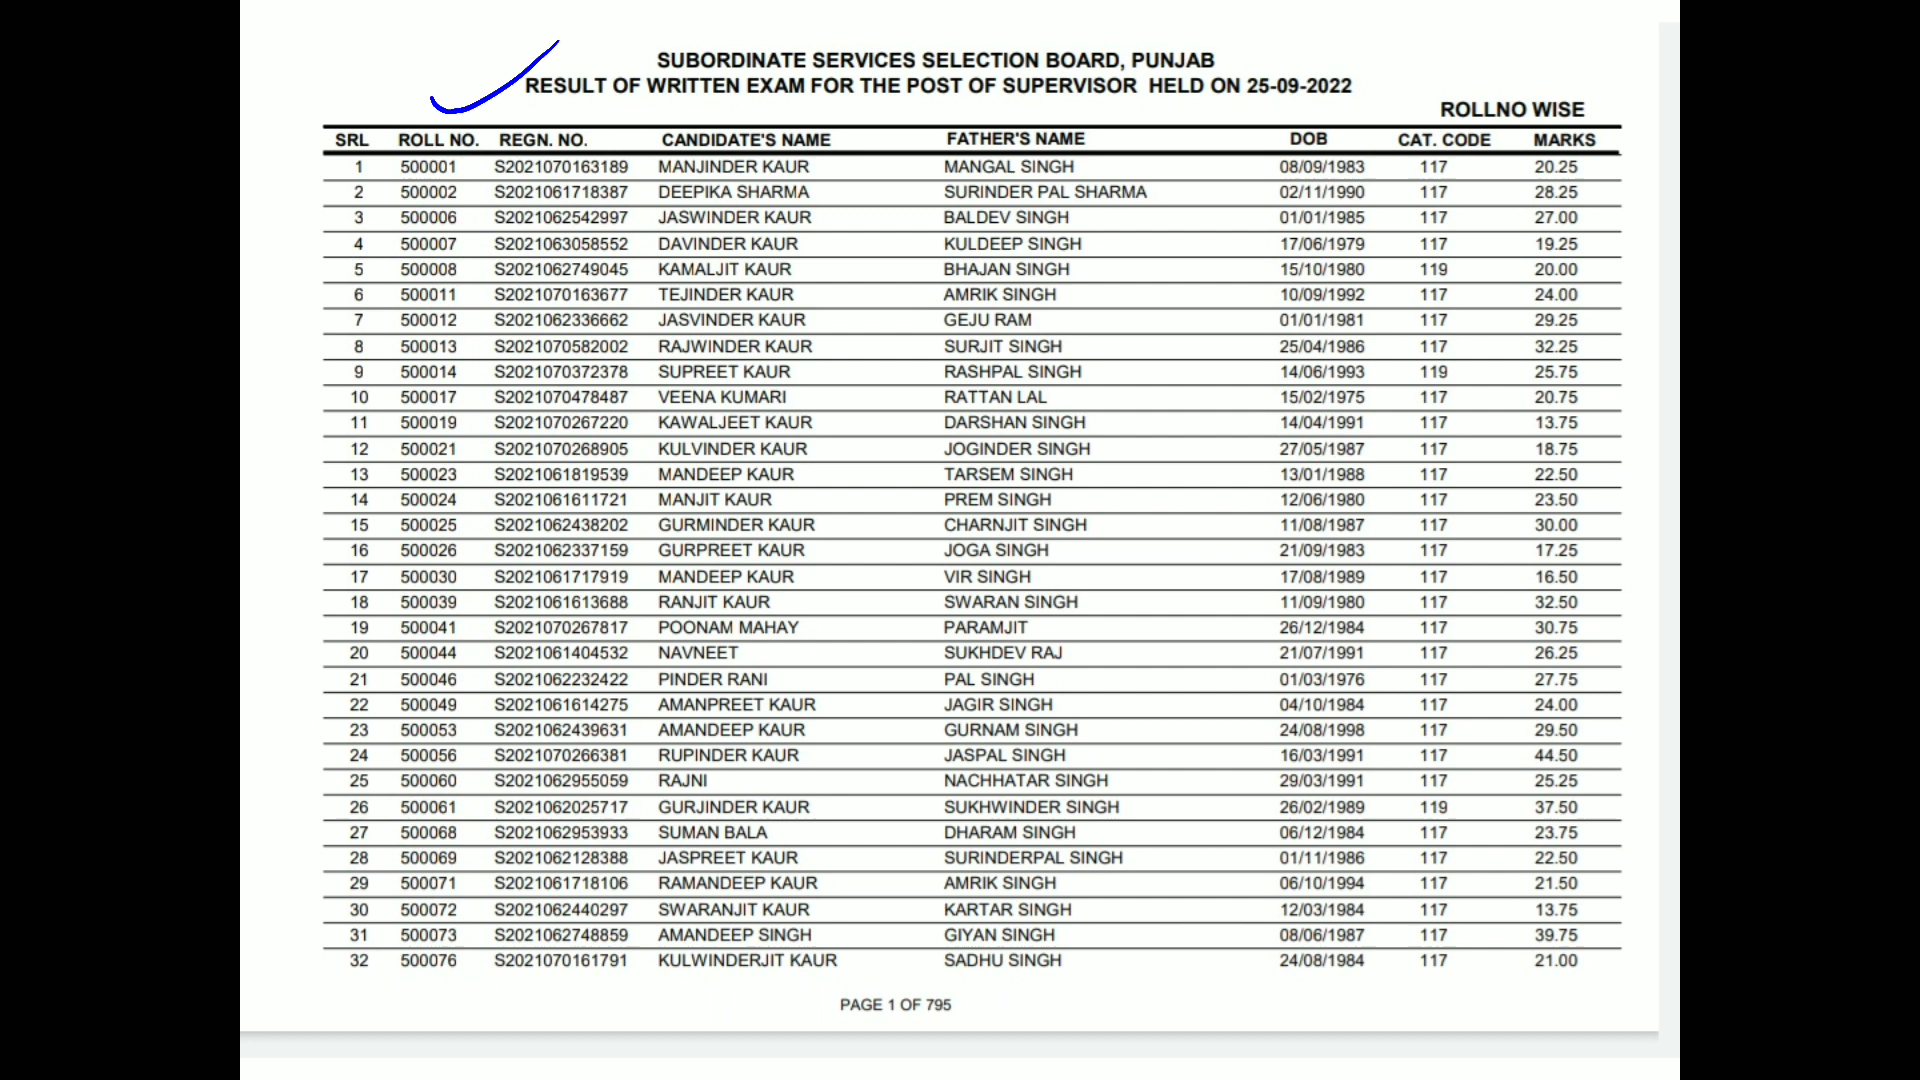 SUBORDINATE SERVICES SELECTION BOARD, PUNJAB
RESULT OF WRITTEN EXAM FOR THE POST OF SUPERVISOR HELD ON 25-09-2022
ROLLNO WISE
SRL ROLL NO. REGN. NO. CANDIDATE'S NAME FATHER'S NAME DOB CAT. CODE MARKS
1 500001 S2021070163189 MANJINDER KAUR MANGAL SINGH 08/09/1983 117 20.25
2 500002 S2021061718387 DEEPIKA SHARMA SURINDER PAL SHARMA 02/11/1990 117 28.25
3 500006 S2021062542997 JASWINDER KAUR BALDEV SINGH 01/01/1985 117 27.00
4 500007 S2021063058552 DAVINDER KAUR KULDEEP SINGH 17/06/1979 117 19.25
5 500008 S2021062749045 KAMALJIT KAUR BHAJAN SINGH 15/10/1980 119 20.00
6 500011 S2021070163677 TEJINDER KAUR AMRIK SINGH 10/09/1992 117 24.00
7 500012 S2021062336662 JASVINDER KAUR GEJU RAM 01/01/1981 117 29.25
8 500013 S2021070582002 RAJWINDER KAUR SURJIT SINGH 25/04/1986 117 32.25
9 500014 S2021070372378 SUPREET KAUR RASHPAL SINGH 14/06/1993 119 25.75
10 500017 S2021070478487 VEENA KUMARI RATTAN LAL 15/02/1975 117 20.75
11 500019 S2021070267220 KAWALJEET KAUR DARSHAN SINGH 14/04/1991 117 13.75
12 500021 S2021070268905 KULVINDER KAUR JOGINDER SINGH 27/05/1987 117 18.75
13 500023 S2021061819539 MANDEEP KAUR TARSEM SINGH 13/01/1988 117 22.50
14 500024 S2021061611721 MANJIT KAUR PREM SINGH 12/06/1980 117 23.50
15 500025 S2021062438202 GURMINDER KAUR CHARNJIT SINGH 11/08/1987 117 30.00
16 500026 S2021062337159 GURPREET KAUR JOGA SINGH 21/09/1983 117 17.25
17 500030 S2021061717919 MANDEEP KAUR VIR SINGH 17/08/1989 117 16.50
18 500039 S2021061613688 RANJIT KAUR SWARAN SINGH 11/09/1980 117 32.50
19 500041 S2021070267817 POONAM MAHAY PARAMJIT 26/12/1984 117 30.75
20 500044 S2021061404532 NAVNEET SUKHDEV RAJ 21/07/1991 117 26.25
21 500046 S2021062232422 PINDER RANI PAL SINGH 01/03/1976 117 27.75
22 500049 S2021061614275 AMANPREET KAUR JAGIR SINGH 04/10/1984 117 24.00
23 500053 S2021062439631 AMANDEEP KAUR GURNAM SINGH 24/08/1998 117 29.50
24 500056 S2021070266381 RUPINDER KAUR JASPAL SINGH 16/03/1991 117 44.50
25 500060 S2021062955059 RAJNI NACHHATAR SINGH 29/03/1991 117 25.25
26 500061 S2021062025717 GURJINDER KAUR SUKHWINDER SINGH 26/02/1989 119 37.50
27 500068 S2021062953933 SUMAN BALA DHARAM SINGH 06/12/1984 117 23.75
28 500069 S2021062128388 JASPREET KAUR SURINDERPAL SINGH 01/11/1986 117 22.50
29 500071 S2021061718106 RAMANDEEP KAUR AMRIK SINGH 06/10/1994 117 21.50
30 500072 S2021062440297 SWARANJIT KAUR KARTAR SINGH 12/03/1984 117 13.75
31 500073 S2021062748859 AMANDEEP SINGH GIYAN SINGH 08/06/1987 117 39.75
32 500076 S2021070161791 KULWINDERJIT KAUR SADHU SINGH 24/08/1984 117 21.00
PAGE 1 OF 795